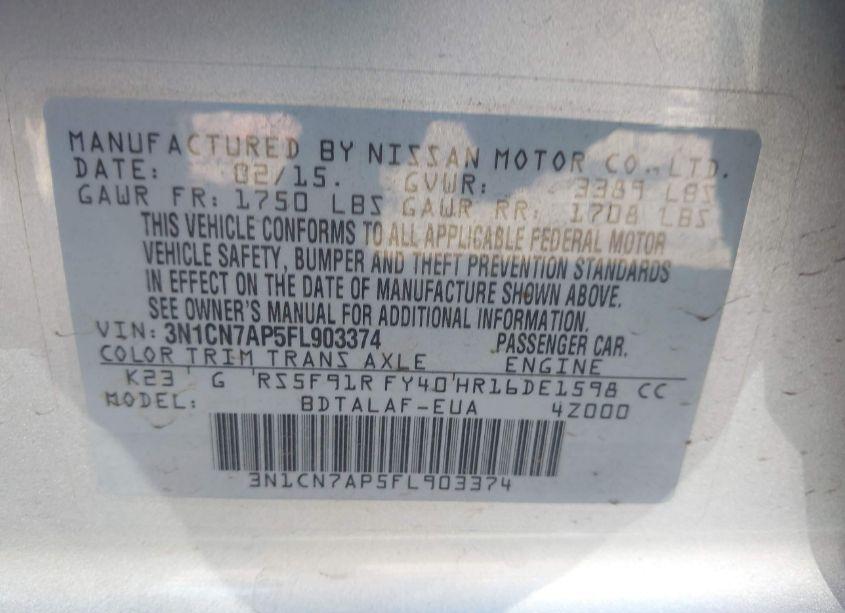 MANUFACTURED BY NISSAN MOTOR CO., LTD.
DATE: 02/15. GVWR: 3389 LBS
GAWR FR: 1750 LBS GAWR RR: 1708 LBS
THIS VEHICLE CONFORMS TO ALL APPLICABLE FEDERAL MOTOR
VEHICLE SAFETY, BUMPER AND THEFT PREVENTION STANDARDS
IN EFFECT ON THE DATE OF MANUFACTURE SHOWN ABOVE.
SEE OWNER'S MANUAL FOR ADDITIONAL INFORMATION.
VIN: 3N1CN7AP5FL903374 PASSENGER CAR.
COLOR TRIM TRANS AXLE ENGINE
K23 G RS5F91R FY40 HR16DE1598 CC
MODEL: BDTALAF-EUA 4Z000
3N1CN7AP5FL903374